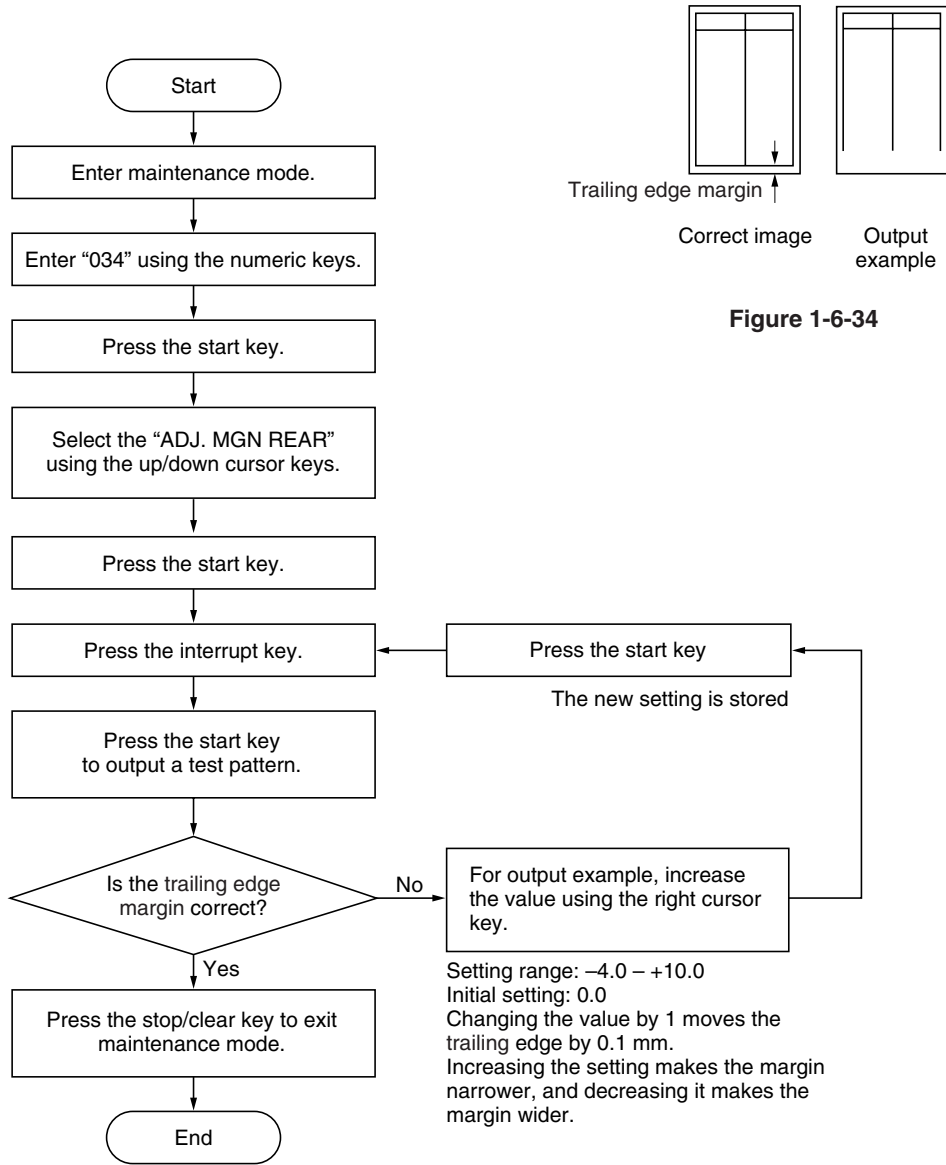 Start
Enter maintenance mode.
Enter “034” using the numeric keys.
Press the start key.
Select the “ADJ. MGN REAR”
using the up/down cursor keys.
Press the start key.
Press the interrupt key.
Press the start key
to output a test pattern.
Is the trailing edge
margin correct?
No
Yes
Press the stop/clear key to exit
maintenance mode.
End
Press the start key
The new setting is stored
For output example, increase
the value using the right cursor
key.
Setting range: –4.0 – +10.0
Initial setting: 0.0
Changing the value by 1 moves the
trailing edge by 0.1 mm.
Increasing the setting makes the margin
narrower, and decreasing it makes the
margin wider.
Trailing edge margin
Correct image
Output
example
Figure 1-6-34